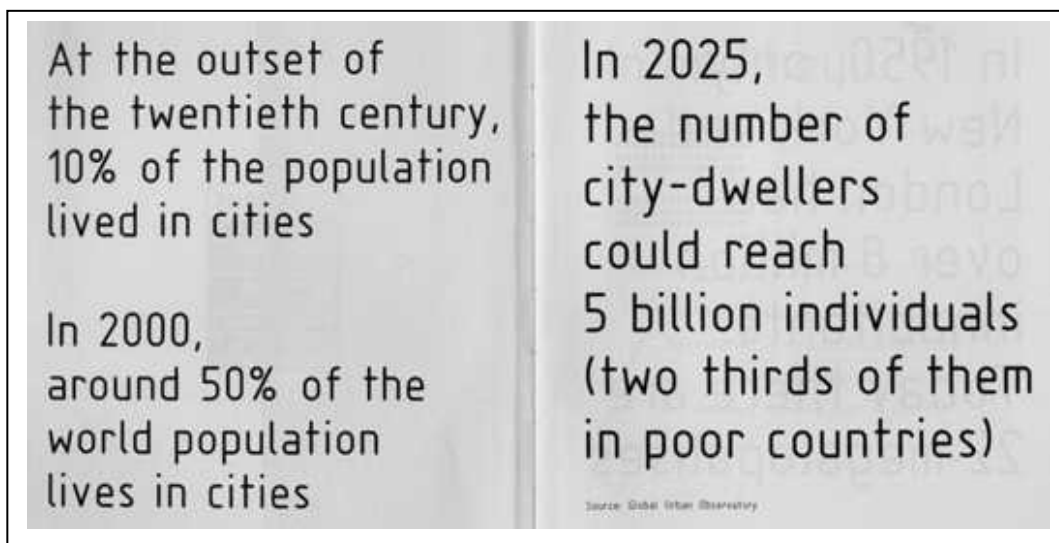 At the outset of
the twentieth century,
10% of the population
lived in cities
In 2000,
around 50% of the
world population
lives in cities
In 2025,
the number of
city-dwellers
could reach
5 billion individuals
(two thirds of them
in poor countries)
Source: Global Urban Observatory